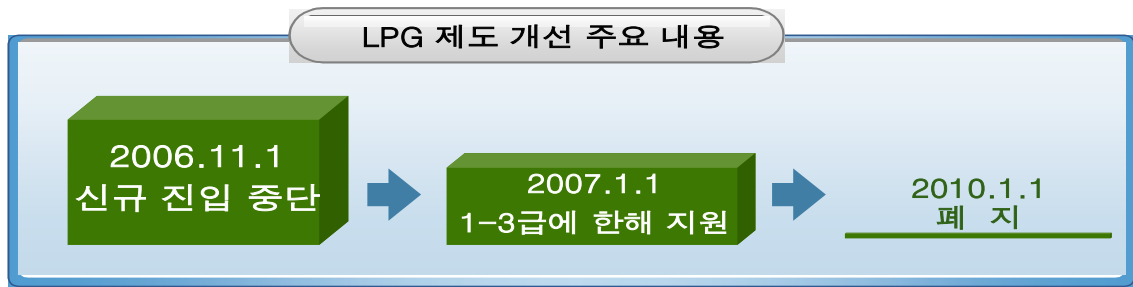 LPG 제도 개선 주요 내용
2006.11.1
신규 진입 중단
2007.1.1
1-3급에 한해 지원
2010.1.1
폐 지